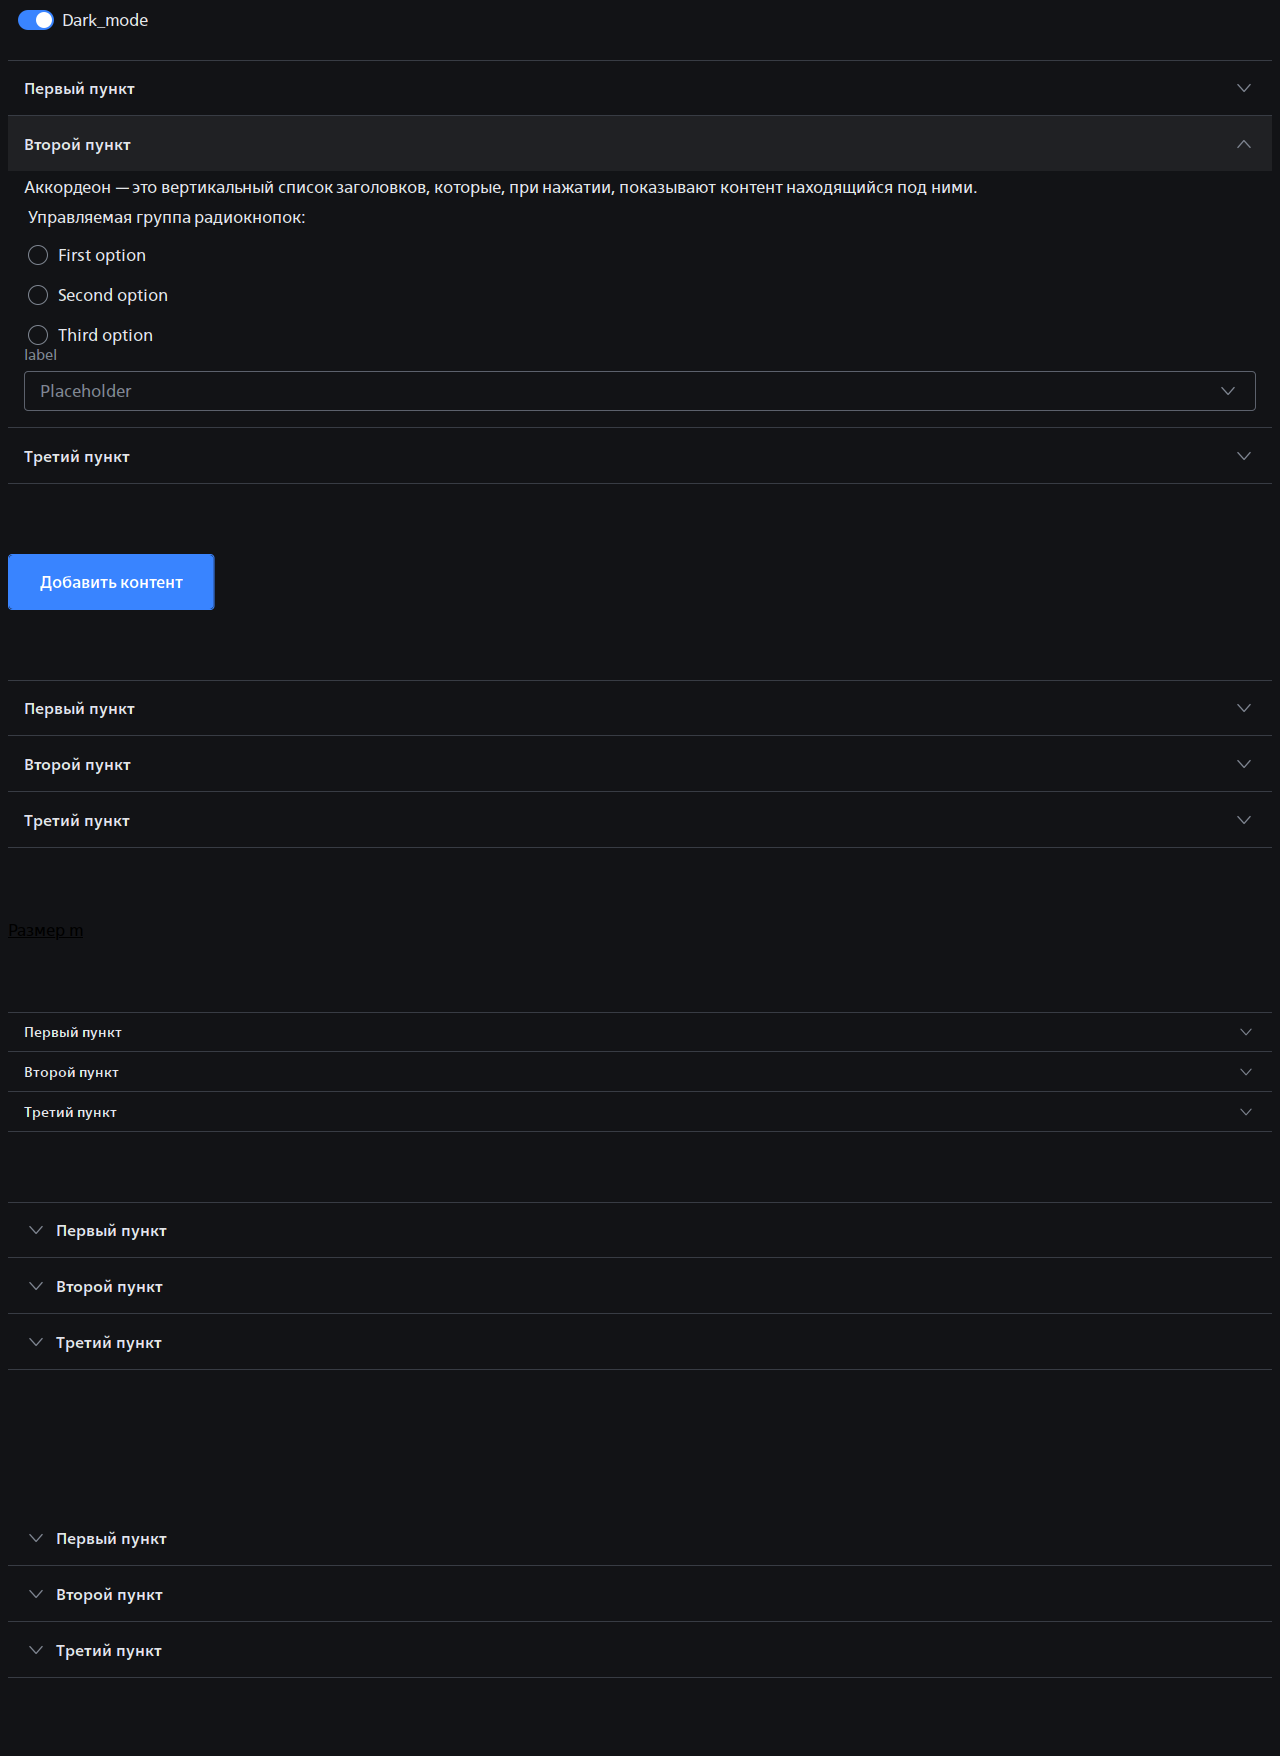 Dark_mode
Первый пункт
Второй пункт
Аккордеон — это вертикальный список заголовков, которые, при нажатии, показывают контент находящийся под ними.
Управляемая группа радиокнопок:
First option
Second option
Third option
label
Placeholder
Третий пункт
Добавить контент
Первый пункт
Второй пункт
Третий пункт
Размер m
Первый пункт
Второй пункт
Третий пункт
Первый пункт
Второй пункт
Третий пункт
Первый пункт
Второй пункт
Третий пункт